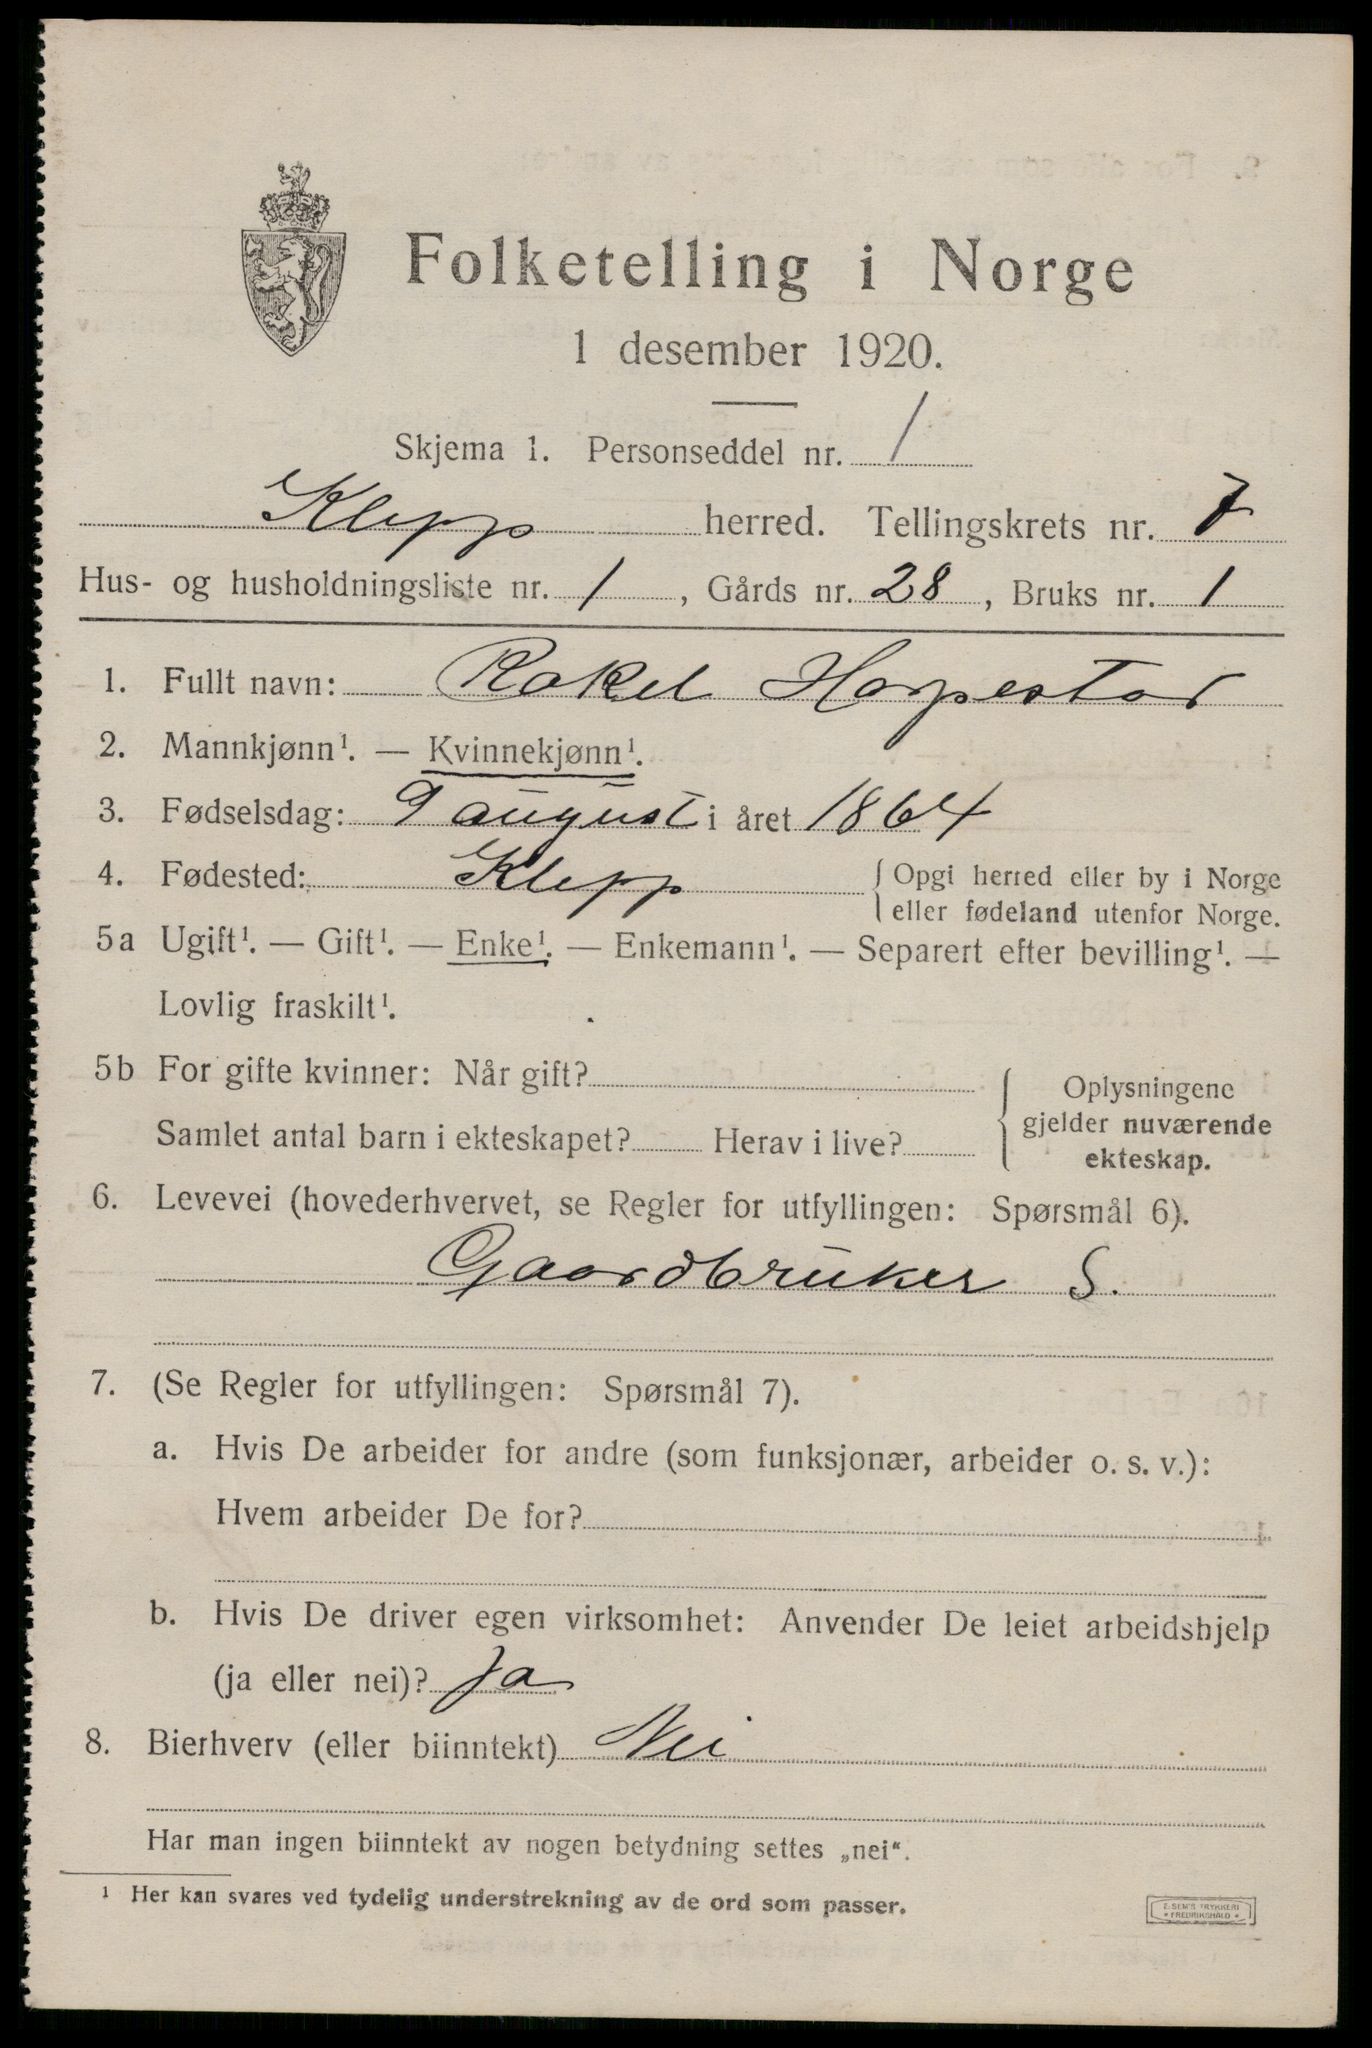 Folketelling i Norge
1 desember 1920.
Skjema 1. Personseddel nr. 1
Klepp herred. Tellingskrets nr. 7
Hus- og husholdningsliste nr. 1, Gårds nr. 28, Bruks nr. 1
1. Fullt navn: Rakel Harpestad
2. Mannkjønn¹. — Kvinnekjønn¹.
3. Fødselsdag: 9 august i året 1864
4. Fødested: Klepp { Opgi herred eller by i Norge
eller fødeland utenfor Norge.
5a Ugift¹. — Gift¹. — Enke¹. — Enkemann¹. — Separert efter bevilling¹. —
Lovlig fraskilt¹.
5b For gifte kvinner: Når gift? Oplysningene
gjelder nuværende
Samlet antal barn i ekteskapet? Herav i live?
ekteskap.
6. Levevei (hovederhvervet, se Regler for utfyllingen: Spørsmål 6).
Gaardbruker S.
7. (Se Regler for utfyllingen: Spørsmål 7).
a. Hvis De arbeider for andre (som funksjonær, arbeider o. s. v.):
Hvem arbeider De for?
b. Hvis De driver egen virksomhet: Anvender De leiet arbeidshjelp
(ja eller nei)? Ja
8. Bierhverv (eller biinntekt) Nei
Har man ingen biinntekt av nogen betydning settes „nei“.
¹ Her kan svares ved tydelig understrekning av de ord som passer.
E. SEM'S TRYKKERI
FREDRIKSHALD